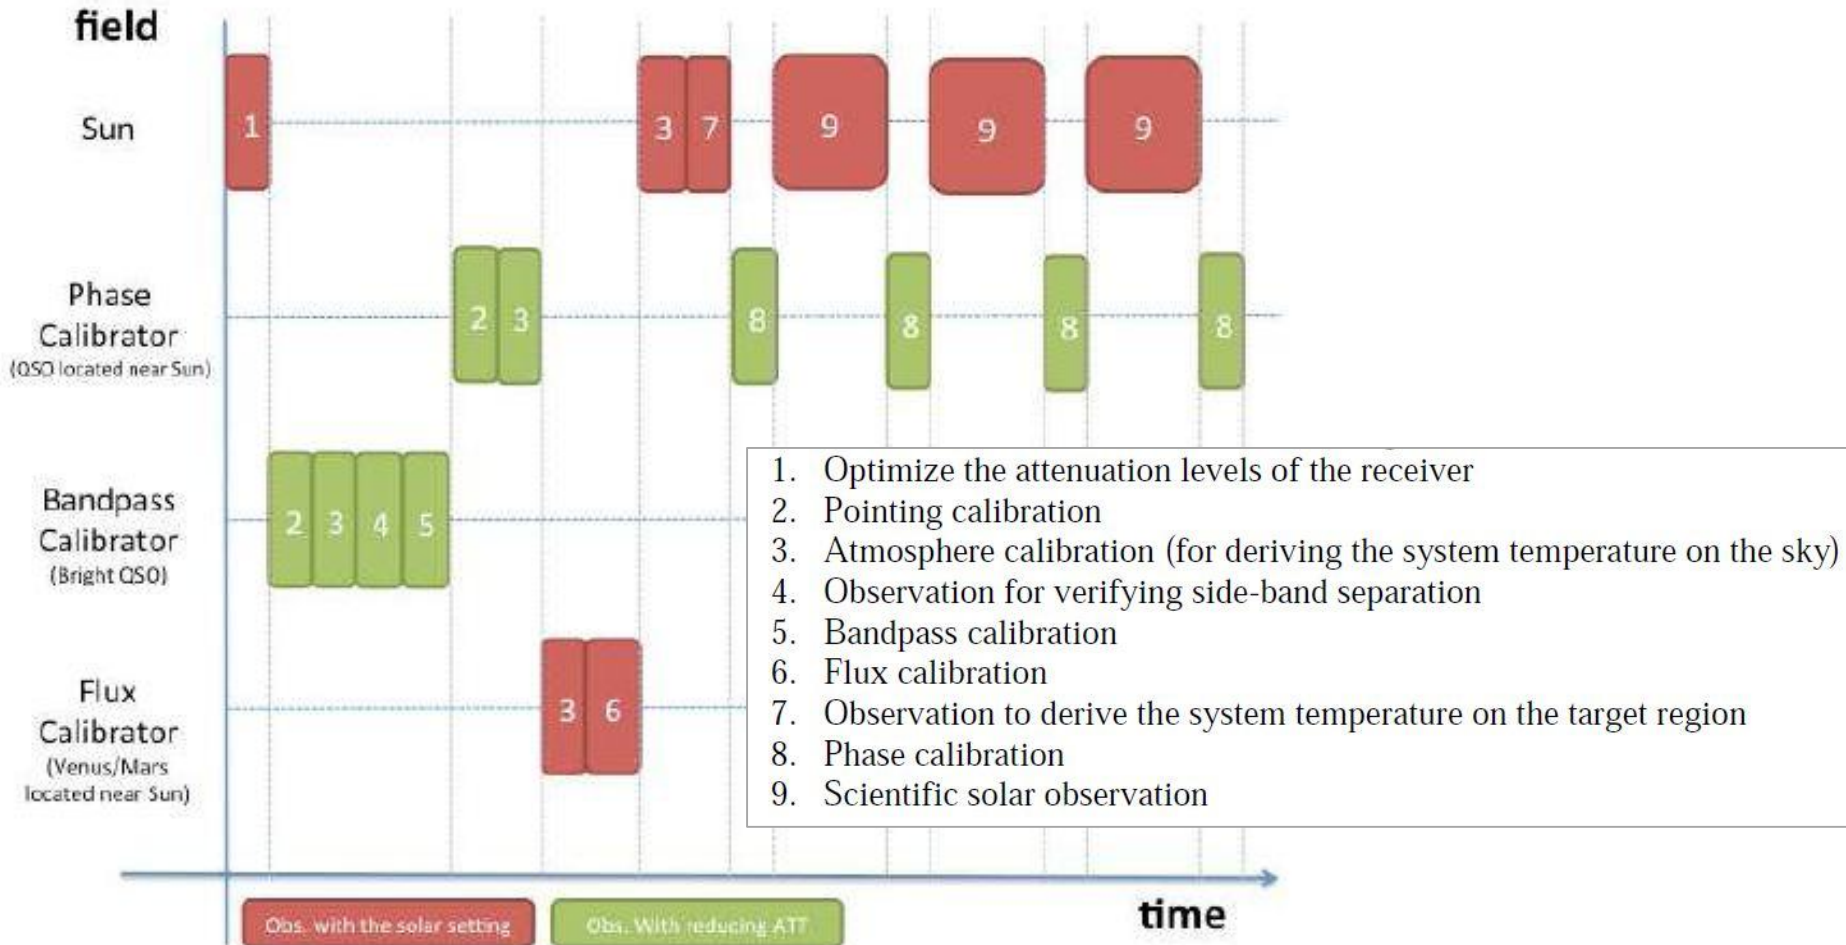 field
Sun
1
3 7
9
9
9
Phase
Calibrator
(QSO located near Sun)
2 3
8
8
8
8
Bandpass
Calibrator
(Bright QSO)
2 3 4 5
Flux
Calibrator
(Venus/Mars
located near Sun)
3 6
1. Optimize the attenuation levels of the receiver
2. Pointing calibration
3. Atmosphere calibration (for deriving the system temperature on the sky)
4. Observation for verifying side-band separation
5. Bandpass calibration
6. Flux calibration
7. Observation to derive the system temperature on the target region
8. Phase calibration
9. Scientific solar observation
time
Obs. with the solar setting
Obs. With reducing ATT